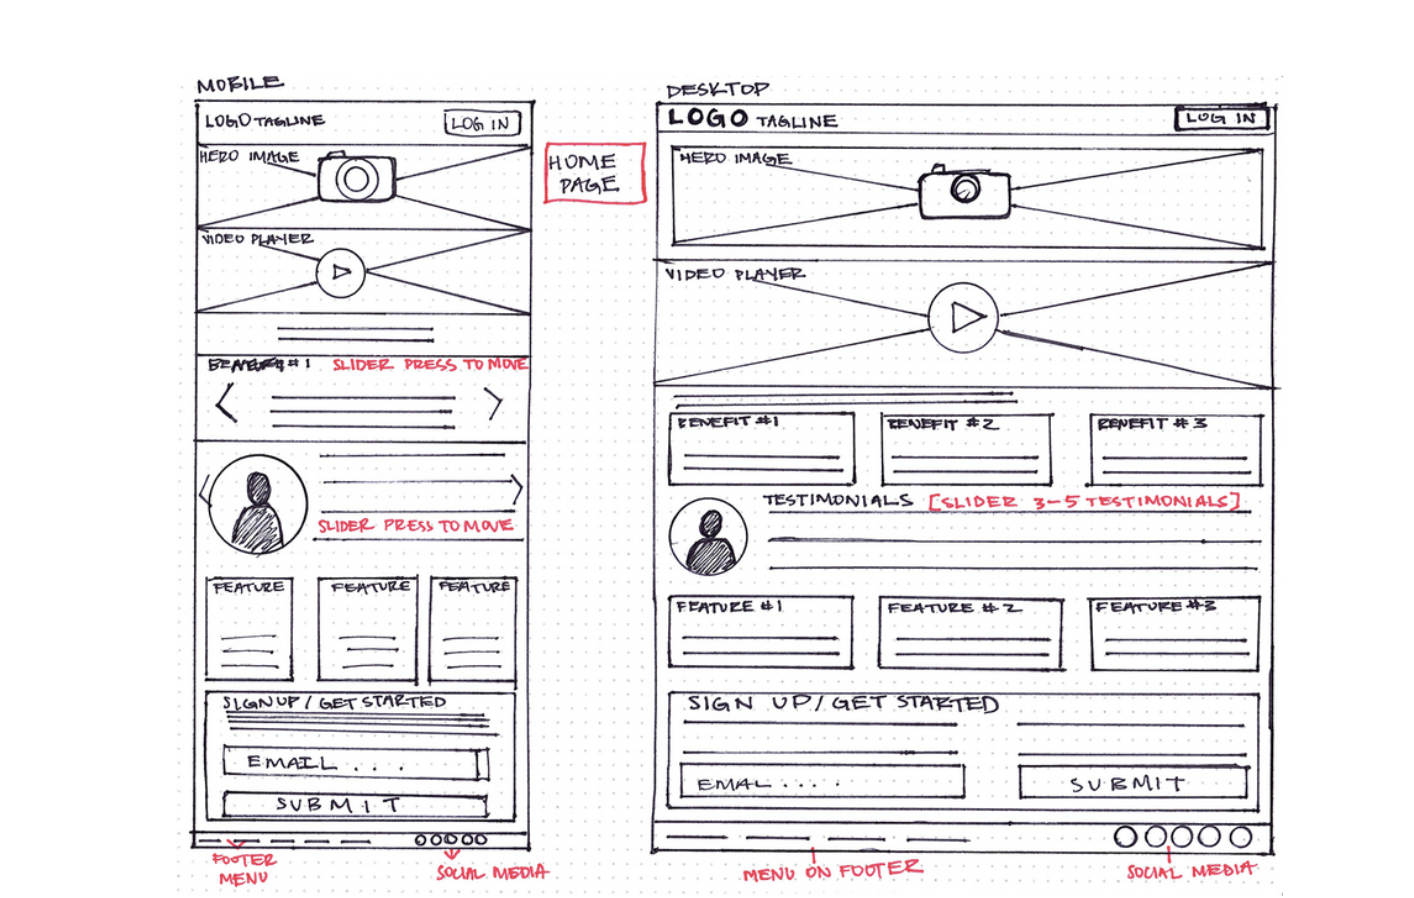 MOBILE
LOGO TAGLINE
LOG IN
HERO IMAGE
VIDEO PLAYER
#1 SLIDER PRESS TO MOVE
SLIDER PRESS TO MOVE
FEATURE
FEATURE
FEATURE
SIGN UP / GET STARTED
EMAIL . . . .
SUBMIT
FOOTER
MENU
SOCIAL MEDIA
HOME
PAGE
DESKTOP
LOGO TAGLINE
LOG IN
HERO IMAGE
VIDEO PLAYER
BENEFIT #1
BENEFIT #2
BENEFIT #3
TESTIMONIALS [SLIDER 3-5 TESTIMONIALS]
FEATURE #1
FEATURE #2
FEATURE #3
SIGN UP / GET STARTED
EMAL . . . .
SUBMIT
MENU ON FOOTER
SOCIAL MEDIA